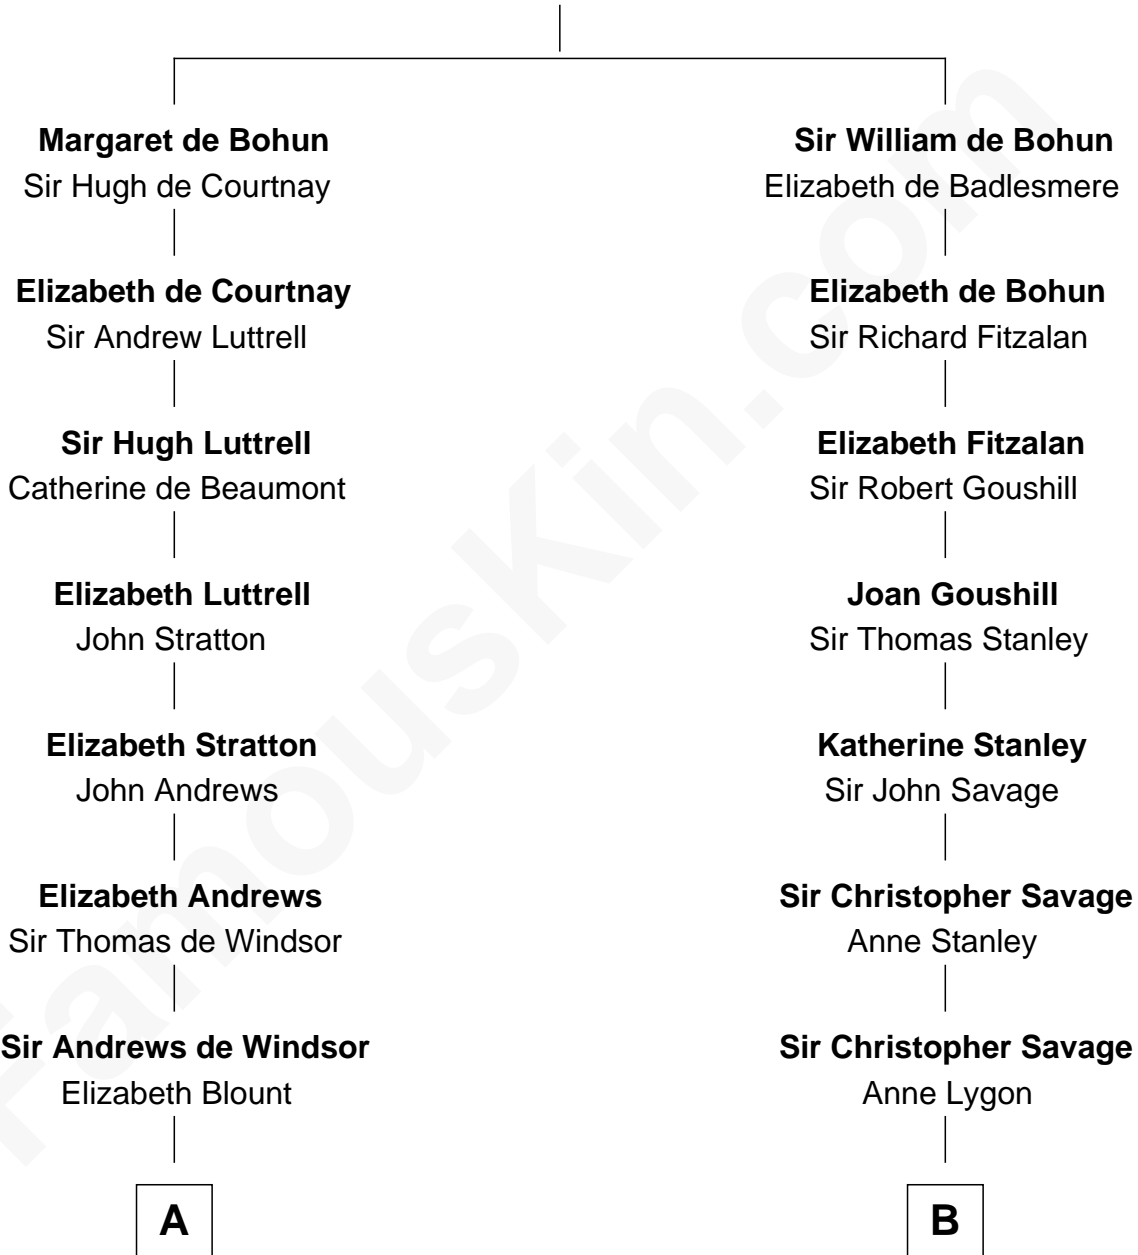 Margaret de Bohun
Sir Hugh de Courtnay
Sir William de Bohun
Elizabeth de Badlesmere
Elizabeth de Courtnay
Sir Andrew Luttrell
Elizabeth de Bohun
Sir Richard Fitzalan
Sir Hugh Luttrell
Catherine de Beaumont
Elizabeth Fitzalan
Sir Robert Goushill
Elizabeth Luttrell
John Stratton
Joan Goushill
Sir Thomas Stanley
Elizabeth Stratton
John Andrews
Katherine Stanley
Sir John Savage
Elizabeth Andrews
Sir Thomas de Windsor
Sir Christopher Savage
Anne Stanley
Sir Andrews de Windsor
Elizabeth Blount
Sir Christopher Savage
Anne Lygon
A
B
FamousKin.com